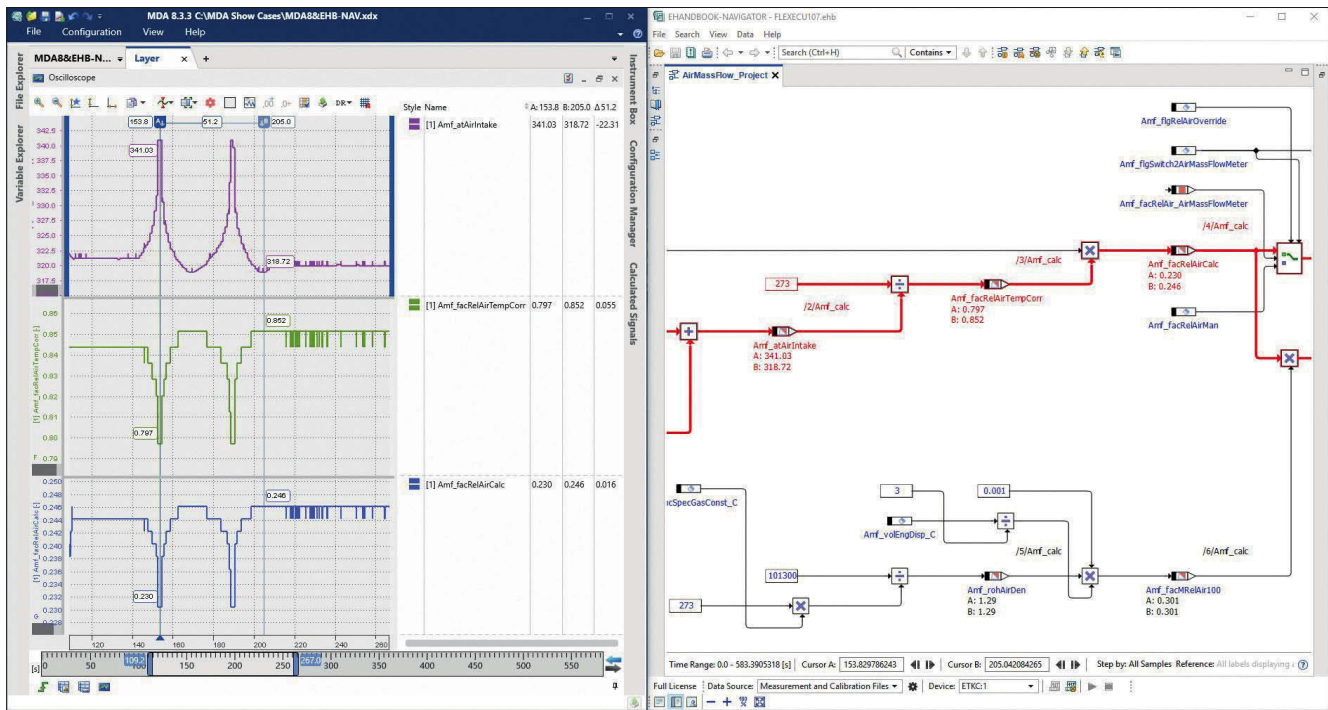 MDA 8.3.3 C:\MDA Show Cases\MDA8&EHB-NAV.xdx
File Configuration View Help
File Explorer
Variable Explorer
MDA8&EHB-N...
Layer × +
Oscilloscope
DR
Style Name A: 153.8 B: 205.0 Δ 51.2
153.8 A 51.2 B 205.0
[1] Amf_atAirIntake 341.03 318.72 -22.31
342.5
340.0
337.5
335.0
332.5
330.0
327.5
325.0
322.5
320.0
317.5
341.03
318.72
[1] Amf_facRelAirTempCorr 0.797 0.852 0.055
[1] Amf_facRelAirTempCorr [-]
0.86
0.85
0.84
0.83
0.82
0.81
0.80
0.79
0.852
0.797
[1] Amf_facRelAirCalc 0.230 0.246 0.016
[1] Amf_facRelAirCalc [-]
0.250
0.248
0.246
0.244
0.242
0.240
0.238
0.236
0.234
0.232
0.230
0.228
0.246
0.230
120 140 160 180 200 220 240 260
[s] 0 50 100 150 200 250 300 350 400 450 500 550
109.2 267.0
Instrument Box
Configuration Manager
Calculated Signals
EHANDBOOK-NAVIGATOR - FLEXECU107.ehb
File Search View Data Help
Search (Ctrl+H) Contains
AirMassFlow_Project
Amf_flgRelAirOverride
Amf_flgSwitch2AirMassFlowMeter
Amf_facRelAir_AirMassFlowMeter
/4/Amf_calc
/3/Amf_calc
Amf_facRelAirCalc
A: 0.230
B: 0.246
273
/2/Amf_calc
Amf_facRelAirTempCorr
A: 0.797
B: 0.852
Amf_facRelAirMan
Amf_atAirIntake
A: 341.03
B: 318.72
cSpecGasConst_C
3 0.001
Amf_volEngDisp_C
/5/Amf_calc /6/Amf_calc
101300
Amf_rohAirDen
A: 1.29
B: 1.29
Amf_facMRelAir100
A: 0.301
B: 0.301
273
Time Range: 0.0 - 583.3905318 [s] Cursor A: 153.829786243 Cursor B: 205.042084265 Step by: All Samples Reference: All labels displaying
Full License Data Source: Measurement and Calibration Files Device: ETKC:1